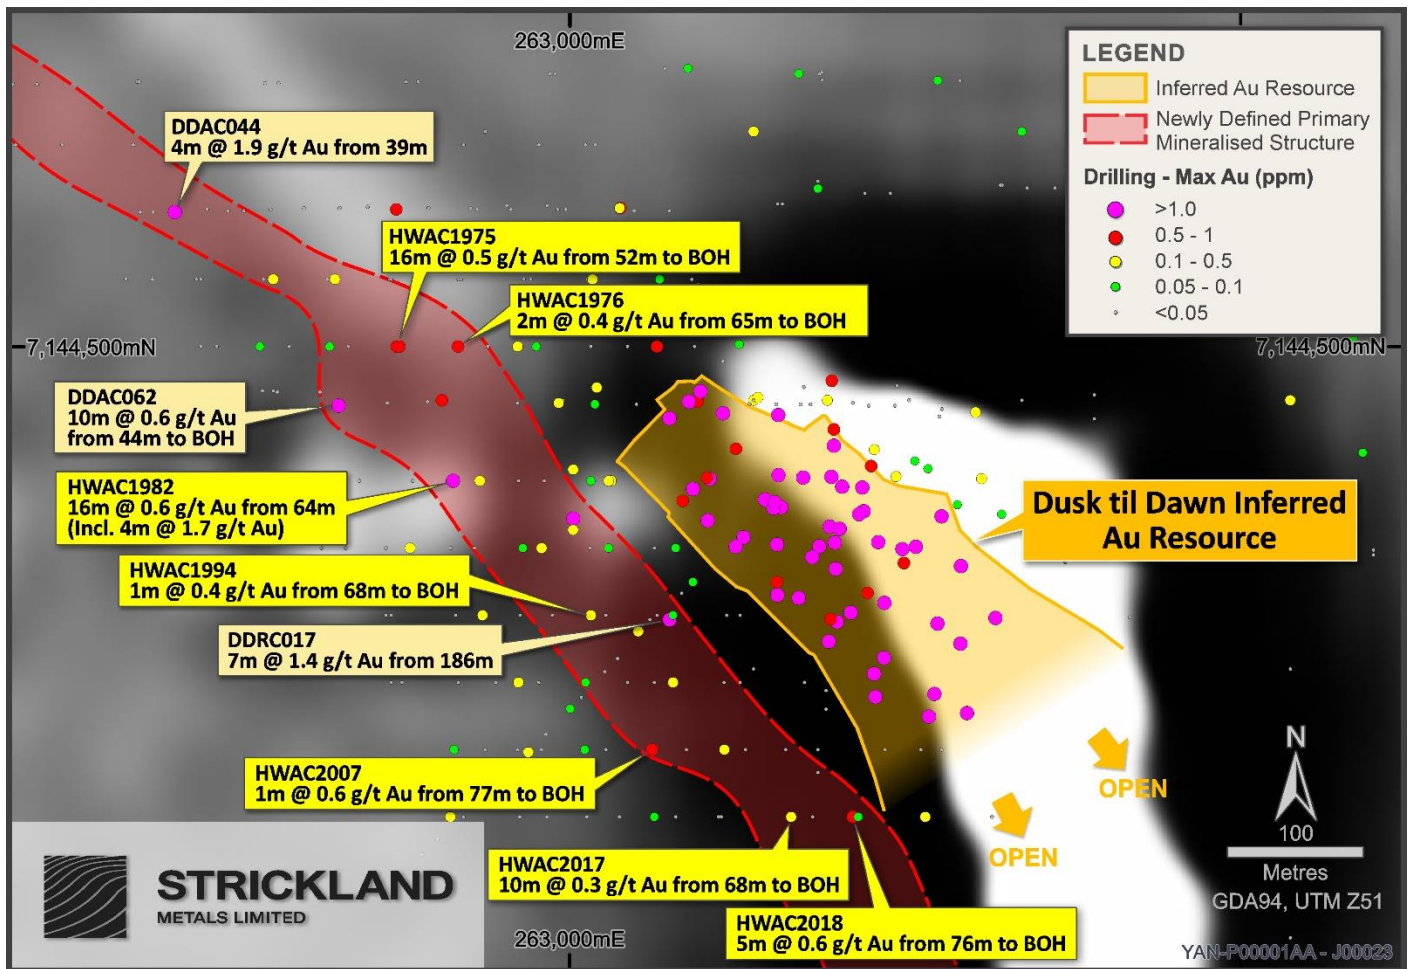 263,000mE
LEGEND
Inferred Au Resource
Newly Defined Primary
Mineralised Structure
Drilling - Max Au (ppm)
>1.0
0.5 - 1
0.1 - 0.5
0.05 - 0.1
<0.05
DDAC044
4m @ 1.9 g/t Au from 39m
HWAC1975
16m @ 0.5 g/t Au from 52m to BOH
HWAC1976
2m @ 0.4 g/t Au from 65m to BOH
7,144,500mN
7,144,500mN
DDAC062
10m @ 0.6 g/t Au
from 44m to BOH
HWAC1982
16m @ 0.6 g/t Au from 64m
(Incl. 4m @ 1.7 g/t Au)
Dusk til Dawn Inferred
Au Resource
HWAC1994
1m @ 0.4 g/t Au from 68m to BOH
DDRC017
7m @ 1.4 g/t Au from 186m
HWAC2007
1m @ 0.6 g/t Au from 77m to BOH
OPEN
OPEN
N
100
Metres
GDA94, UTM Z51
STRICKLAND
METALS LIMITED
HWAC2017
10m @ 0.3 g/t Au from 68m to BOH
HWAC2018
5m @ 0.6 g/t Au from 76m to BOH
263,000mE
YAN-P00001AA - J00023